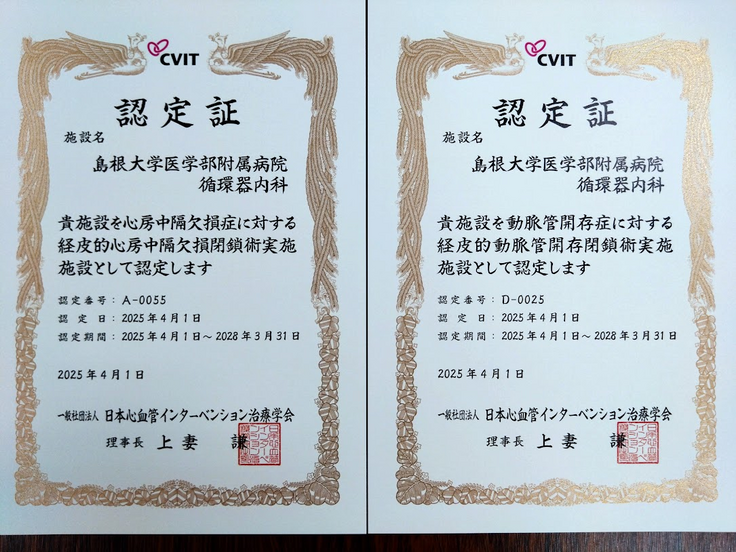 CVIT
認定証
施設名
島根大学医学部附属病院
循環器内科
貴施設を心房中隔欠損症に対する
経皮的心房中隔欠損閉鎖術実施
施設として認定します
認定番号：A-0055
認定日：2025年4月1日
認定期間：2025年4月1日～2028年3月31日
2025年4月1日
一般社団法人 日本心血管インターベンション治療学会
理事長 上妻 謙
CVIT
認定証
施設名
島根大学医学部附属病院
循環器内科
貴施設を動脈管開存症に対する
経皮的動脈管開存閉鎖術実施
施設として認定します
認定番号：D-0025
認定日：2025年4月1日
認定期間：2025年4月1日～2028年3月31日
2025年4月1日
一般社団法人 日本心血管インターベンション治療学会
理事長 上妻 謙